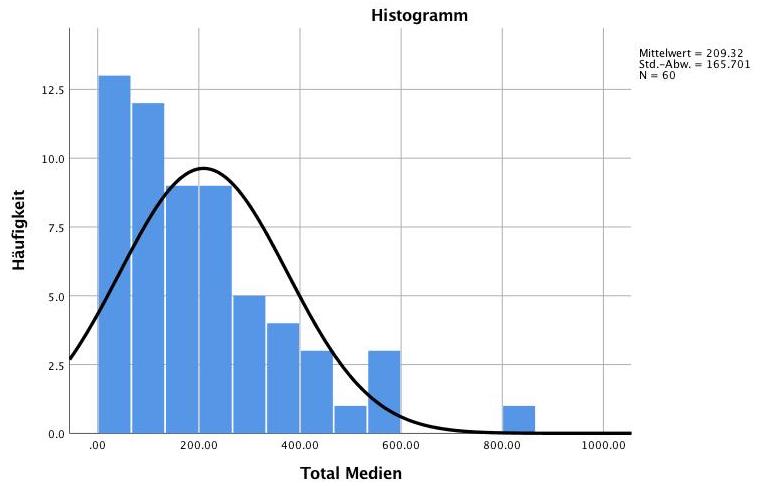 Histogramm
Mittelwert = 209.32
Std.-Abw. = 165.701
N = 60
Häufigkeit
12.5
10.0
7.5
5.0
2.5
0.0
.00 200.00 400.00 600.00 800.00 1000.00
Total Medien